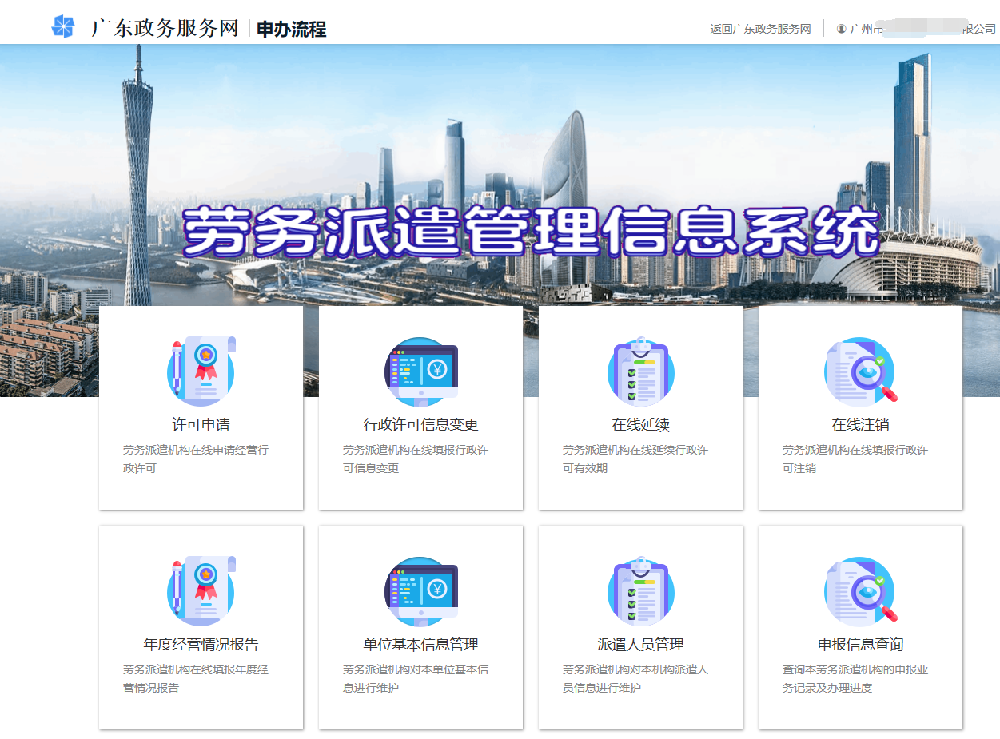 广东政务服务网 申办流程 返回广东政务服务网 广州市 限公司
劳务派遣管理信息系统
许可申请
劳务派遣机构在线申请经营行
政许可
行政许可信息变更
劳务派遣机构在线填报行政许
可信息变更
在线延续
劳务派遣机构在线延续行政许
可有效期
在线注销
劳务派遣机构在线填报行政许
可注销
年度经营情况报告
劳务派遣机构在线填报年度经
营情况报告
单位基本信息管理
劳务派遣机构对本单位基本信
息进行维护
派遣人员管理
劳务派遣机构对本机构派遣人
员信息进行维护
申报信息查询
查询本劳务派遣机构的申报业
务记录及办理进度